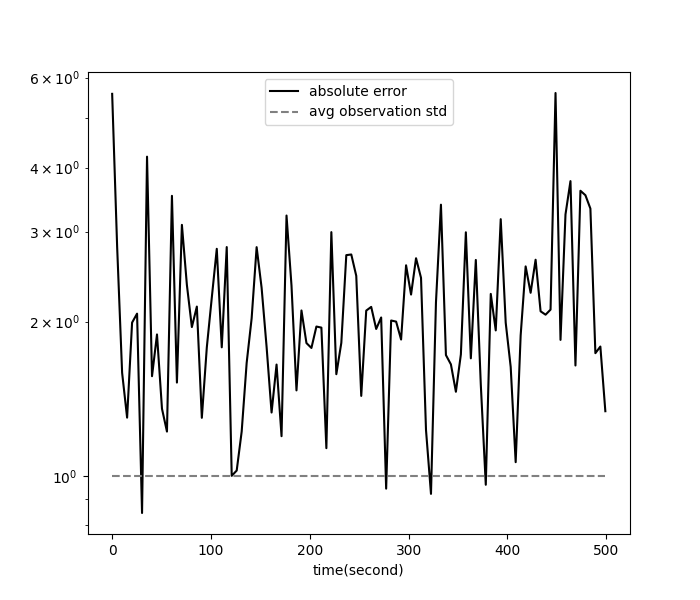 absolute error
avg observation std
6 × 10⁰
4 × 10⁰
3 × 10⁰
2 × 10⁰
10⁰
0 100 200 300 400 500
time(second)